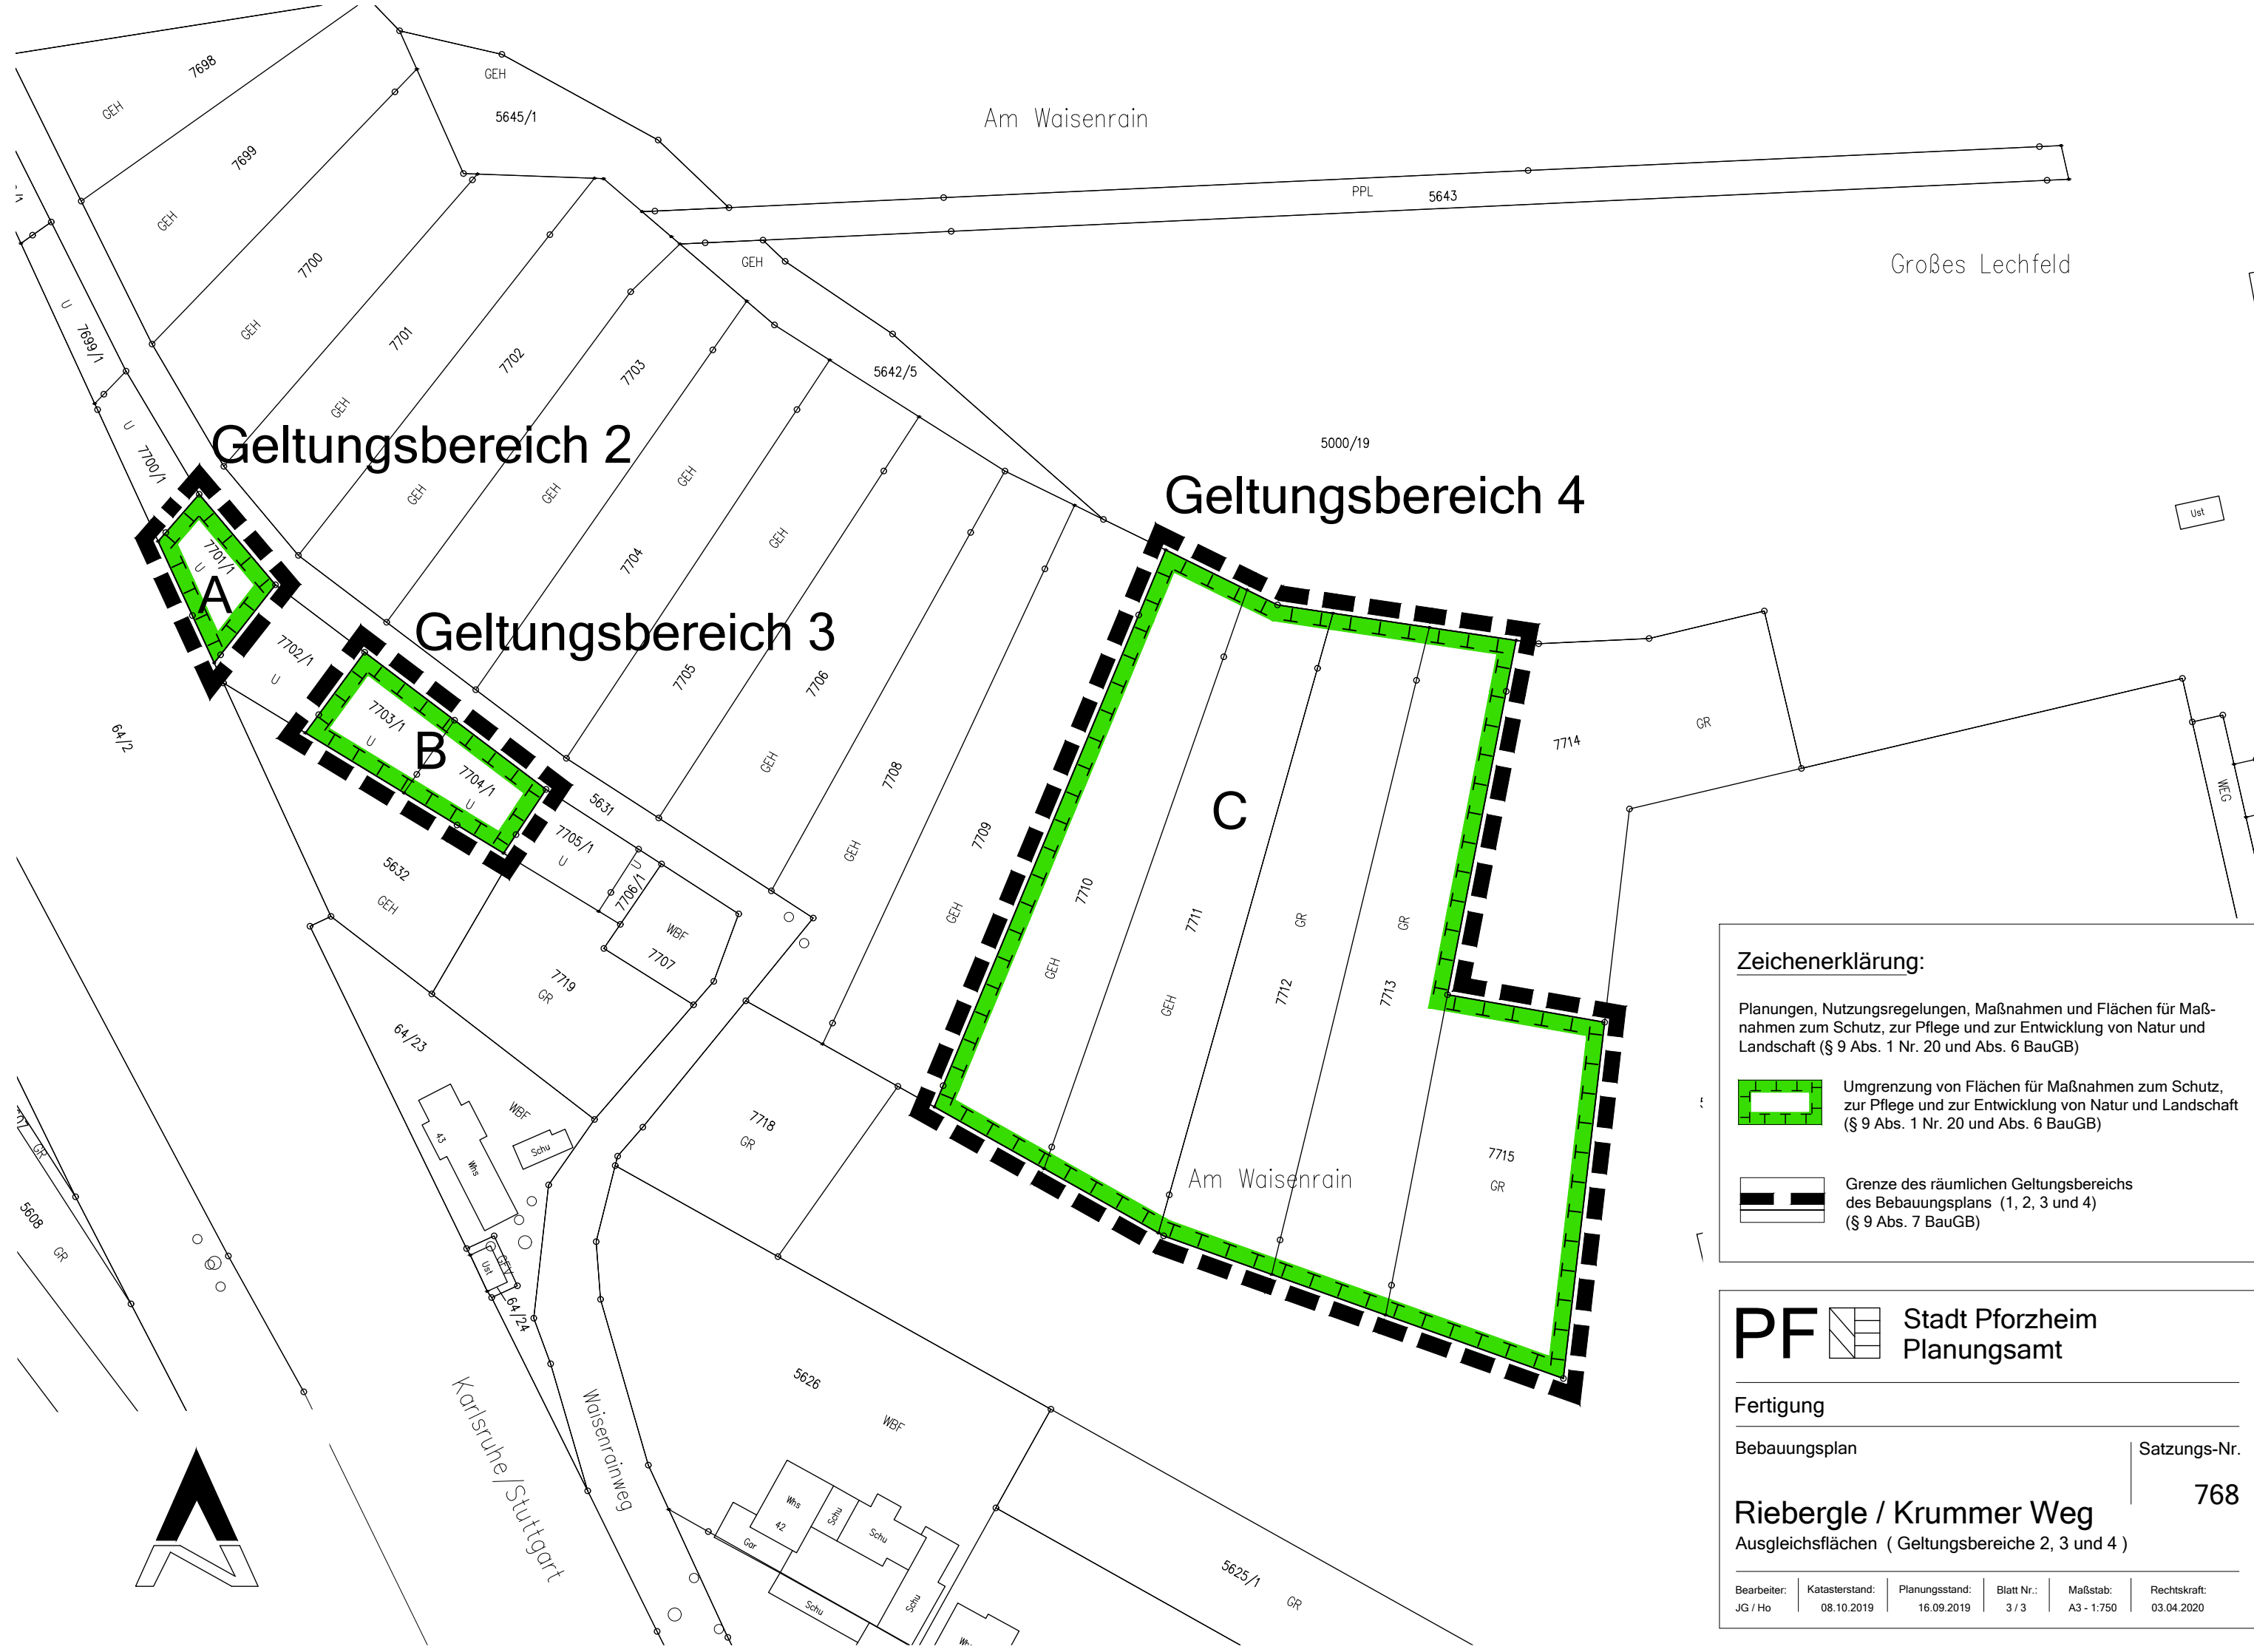 7698
GEH
GEH
5645/1
Am Waisenrain
7699
GEH
PPL
5643
7700
GEH
GEH
Großes Lechfeld
U
7699/1
7701
GEH
7702
GEH
7703
GEH
5642/5
U
7700/1
Geltungsbereich 2
5000/19
Geltungsbereich 4
Ust
GEH
GEH
7701/1
U
A
7704
Geltungsbereich 3
7702/1
U
7705
7706
64/2
7703/1
U
B
7704/1
U
GEH
7708
7714
GR
WEG
5631
C
7705/1
U
U
7706/1
GEH
7709
5632
GEH
WBF
7707
GEH
7710
GEH
7711
GEH
GR
7712
GR
7713
7719
GR
64/23
WBF
43
Whs
Schu
7718
GR
Am Waisenrain
7715
GR
5608
GR
GR
Ust
GFV
64/24
Karlsruhe/Stuttgart
Waisenrainweg
5626
WBF
Whs
42
Schu
Schu
Gar
Schu
Schu
5625/1
GR
Zeichenerklärung:
Planungen, Nutzungsregelungen, Maßnahmen und Flächen für Maß-
nahmen zum Schutz, zur Pflege und zur Entwicklung von Natur und
Landschaft (§ 9 Abs. 1 Nr. 20 und Abs. 6 BauGB)
Umgrenzung von Flächen für Maßnahmen zum Schutz,
zur Pflege und zur Entwicklung von Natur und Landschaft
(§ 9 Abs. 1 Nr. 20 und Abs. 6 BauGB)
Grenze des räumlichen Geltungsbereichs
des Bebauungsplans (1, 2, 3 und 4)
(§ 9 Abs. 7 BauGB)
PF
Stadt Pforzheim
Planungsamt
Fertigung
Bebauungsplan
Satzungs-Nr.
768
Riebergle / Krummer Weg
Ausgleichsflächen ( Geltungsbereiche 2, 3 und 4 )
Bearbeiter: Katasterstand: Planungsstand: Blatt Nr.: Maßstab: Rechtskraft:
JG / Ho 08.10.2019 16.09.2019 3 / 3 A3 - 1:750 03.04.2020